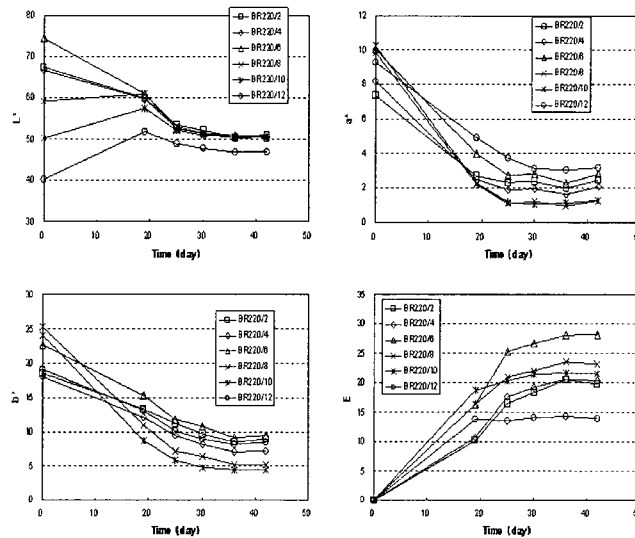 80
70
60
50
40
30
L*
0 10 20 30 40 50
Time (day)
BR220/2
BR220/4
BR220/6
BR220/8
BR220/10
BR220/12
12
10
8
6
4
2
0
a*
0 10 20 30 40 50
Time (day)
BR220/2
BR220/4
BR220/6
BR220/8
BR220/10
BR220/12
30
25
20
15
10
5
0
b*
0 10 20 30 40 50
Time (day)
BR220/2
BR220/4
BR220/6
BR220/8
BR220/10
BR220/12
35
30
25
20
15
10
5
0
E
0 10 20 30 40
Time (day)
BR220/2
BR220/4
BR220/6
BR220/8
BR220/10
BR220/12